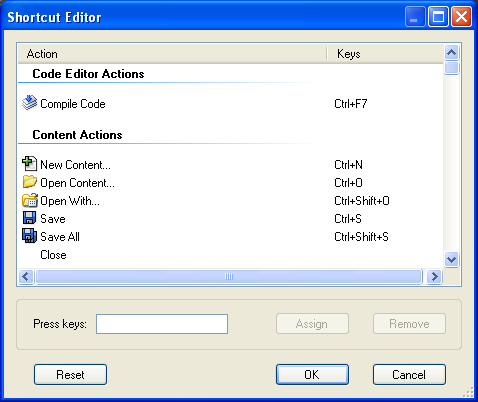 Shortcut Editor
Action Keys
Code Editor Actions
Compile Code Ctrl+F7
Content Actions
New Content... Ctrl+N
Open Content... Ctrl+O
Open With... Ctrl+Shift+O
Save Ctrl+S
Save All Ctrl+Shift+S
Close
Press keys: Assign Remove
Reset OK Cancel